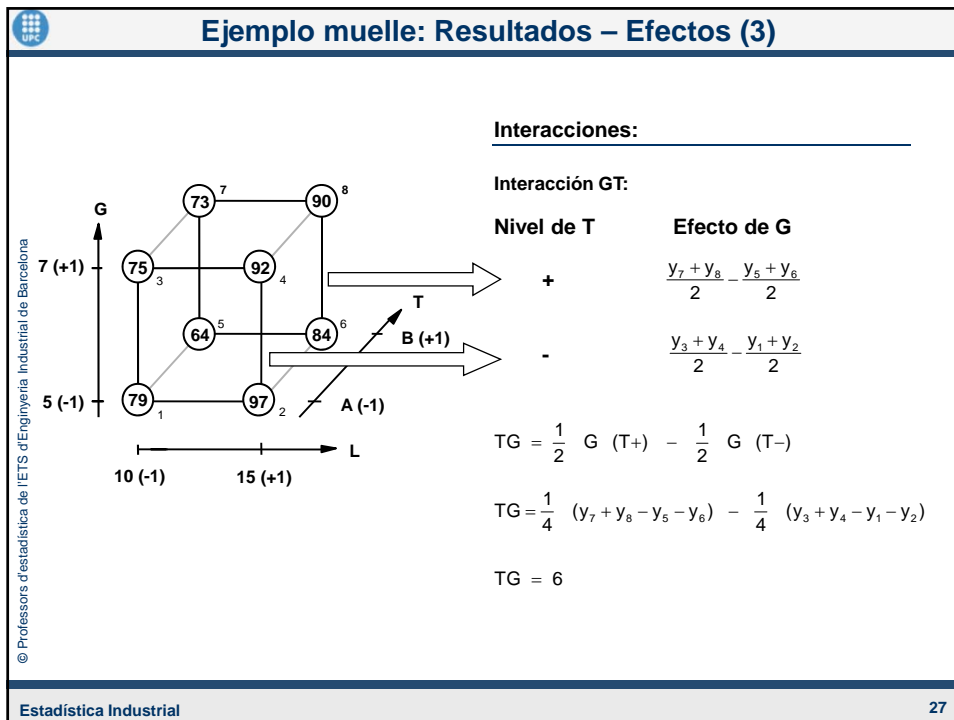 UPC
Ejemplo muelle: Resultados – Efectos (3)
© Professors d'estadística de l'ETS d'Enginyeria Industrial de Barcelona
G
7 (+1)
5 (-1)
73 7
90 8
75 3
92 4
64 5
84 6
79 1
97 2
T
B (+1)
A (-1)
L
10 (-1) 15 (+1)
Interacciones:
Interacción GT:
Nivel de T Efecto de G
+ (y₇ + y₈)/2 − (y₅ + y₆)/2
- (y₃ + y₄)/2 − (y₁ + y₂)/2
TG = 1/2 G (T+) − 1/2 G (T−)
TG = 1/4 (y₇ + y₈ − y₅ − y₆) − 1/4 (y₃ + y₄ − y₁ − y₂)
TG = 6
Estadística Industrial 27